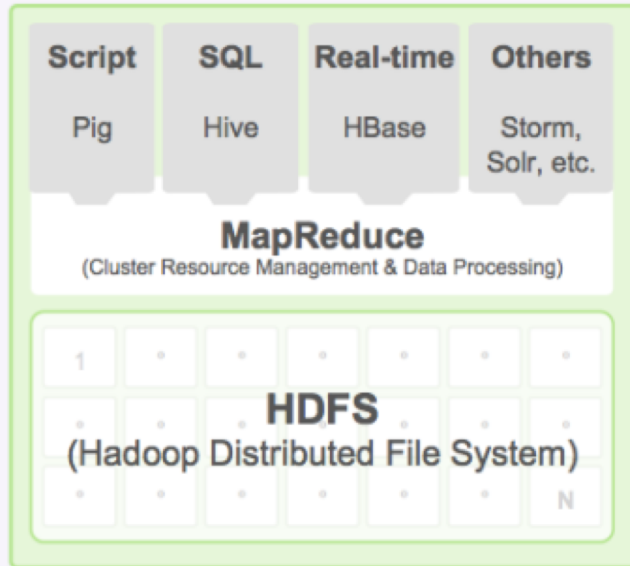 Script
SQL
Real-time
Others
Pig
Hive
HBase
Storm,
Solr, etc.
MapReduce
(Cluster Resource Management & Data Processing)
1
HDFS
(Hadoop Distributed File System)
N